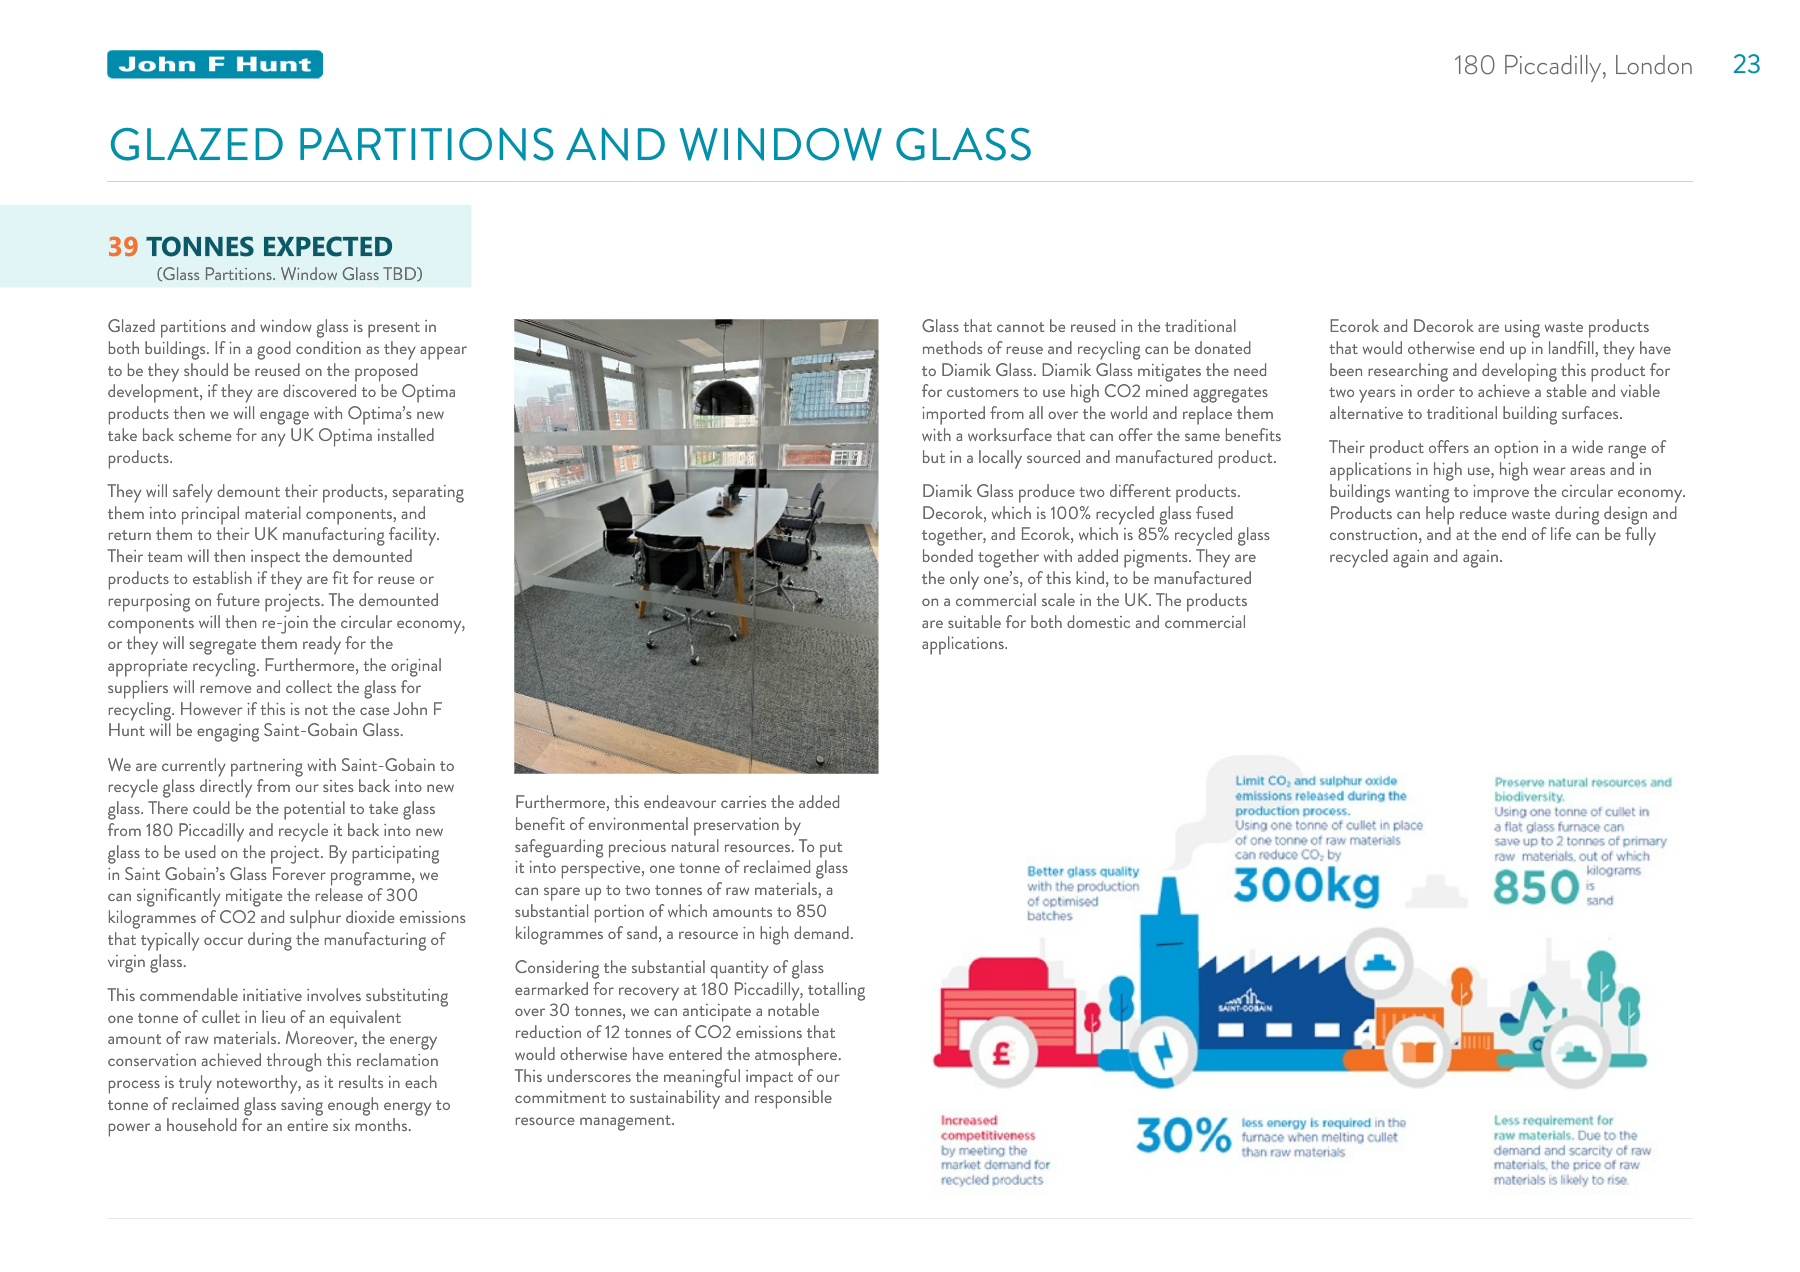 John F Hunt
180 Piccadilly, London 23
GLAZED PARTITIONS AND WINDOW GLASS
39 TONNES EXPECTED
(Glass Partitions. Window Glass TBD)
Glazed partitions and window glass is present in
both buildings. If in a good condition as they appear
to be they should be reused on the proposed
development, if they are discovered to be Optima
products then we will engage with Optima's new
take back scheme for any UK Optima installed
products.
They will safely demount their products, separating
them into principal material components, and
return them to their UK manufacturing facility.
Their team will then inspect the demounted
products to establish if they are fit for reuse or
repurposing on future projects. The demounted
components will then re-join the circular economy,
or they will segregate them ready for the
appropriate recycling. Furthermore, the original
suppliers will remove and collect the glass for
recycling. However if this is not the case John F
Hunt will be engaging Saint-Gobain Glass.
We are currently partnering with Saint-Gobain to
recycle glass directly from our sites back into new
glass. There could be the potential to take glass
from 180 Piccadilly and recycle it back into new
glass to be used on the project. By participating
in Saint Gobain's Glass Forever programme, we
can significantly mitigate the release of 300
kilogrammes of CO2 and sulphur dioxide emissions
that typically occur during the manufacturing of
virgin glass.
This commendable initiative involves substituting
one tonne of cullet in lieu of an equivalent
amount of raw materials. Moreover, the energy
conservation achieved through this reclamation
process is truly noteworthy, as it results in each
tonne of reclaimed glass saving enough energy to
power a household for an entire six months.
Furthermore, this endeavour carries the added
benefit of environmental preservation by
safeguarding precious natural resources. To put
it into perspective, one tonne of reclaimed glass
can spare up to two tonnes of raw materials, a
substantial portion of which amounts to 850
kilogrammes of sand, a resource in high demand.
Considering the substantial quantity of glass
earmarked for recovery at 180 Piccadilly, totalling
over 30 tonnes, we can anticipate a notable
reduction of 12 tonnes of CO2 emissions that
would otherwise have entered the atmosphere.
This underscores the meaningful impact of our
commitment to sustainability and responsible
resource management.
Glass that cannot be reused in the traditional
methods of reuse and recycling can be donated
to Diamik Glass. Diamik Glass mitigates the need
for customers to use high CO2 mined aggregates
imported from all over the world and replace them
with a worksurface that can offer the same benefits
but in a locally sourced and manufactured product.
Diamik Glass produce two different products.
Decorok, which is 100% recycled glass fused
together, and Ecorok, which is 85% recycled glass
bonded together with added pigments. They are
the only one's, of this kind, to be manufactured
on a commercial scale in the UK. The products
are suitable for both domestic and commercial
applications.
Ecorok and Decorok are using waste products
that would otherwise end up in landfill, they have
been researching and developing this product for
two years in order to achieve a stable and viable
alternative to traditional building surfaces.
Their product offers an option in a wide range of
applications in high use, high wear areas and in
buildings wanting to improve the circular economy.
Products can help reduce waste during design and
construction, and at the end of life can be fully
recycled again and again.
Better glass quality
with the production
of optimised
batches
Limit CO₂ and sulphur oxide
emissions released during the
production process.
Using one tonne of cullet in place
of one tonne of raw materials
can reduce CO₂ by
300kg
Preserve natural resources and
biodiversity.
Using one tonne of cullet in
a flat glass furnace can
save up to 2 tonnes of primary
raw materials, out of which
850 kilograms
is
sand
SAINT-GOBAIN
£
Increased
competitiveness
by meeting the
market demand for
recycled products
30% less energy is required in the
furnace when melting cullet
than raw materials
Less requirement for
raw materials. Due to the
demand and scarcity of raw
materials, the price of raw
materials is likely to rise.